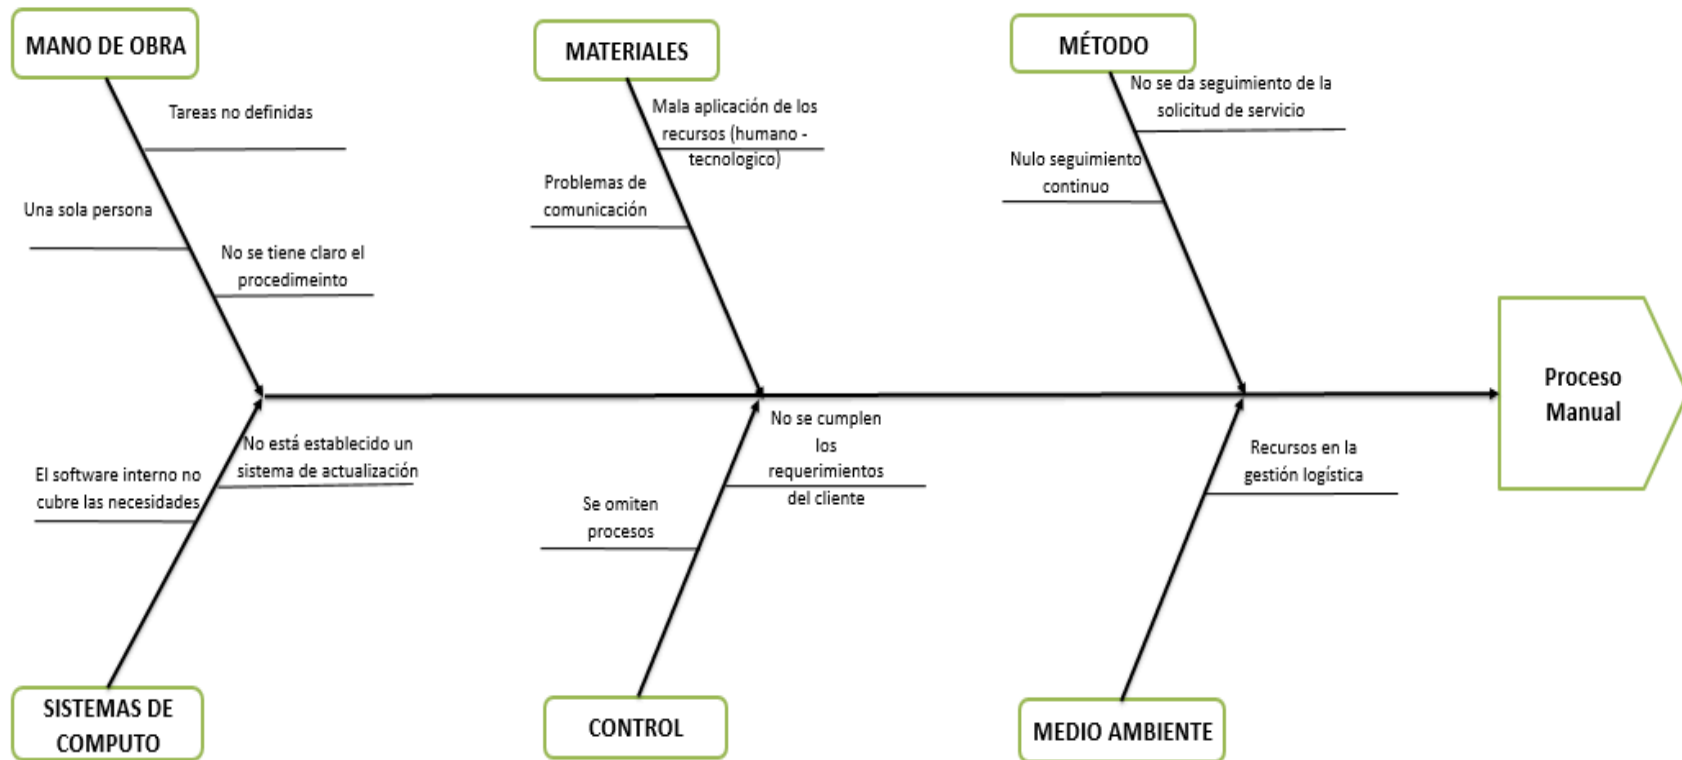 MANO DE OBRA
Tareas no definidas
Una sola persona
No se tiene claro el
procedimeinto
MATERIALES
Mala aplicación de los
recursos (humano -
tecnologico)
Problemas de
comunicación
MÉTODO
No se da seguimiento de la
solicitud de servicio
Nulo seguimiento
continuo
Proceso
Manual
No está establecido un
sistema de actualización
El software interno no
cubre las necesidades
SISTEMAS DE
COMPUTO
No se cumplen
los
requerimientos
del cliente
Se omiten
procesos
CONTROL
Recursos en la
gestión logística
MEDIO AMBIENTE